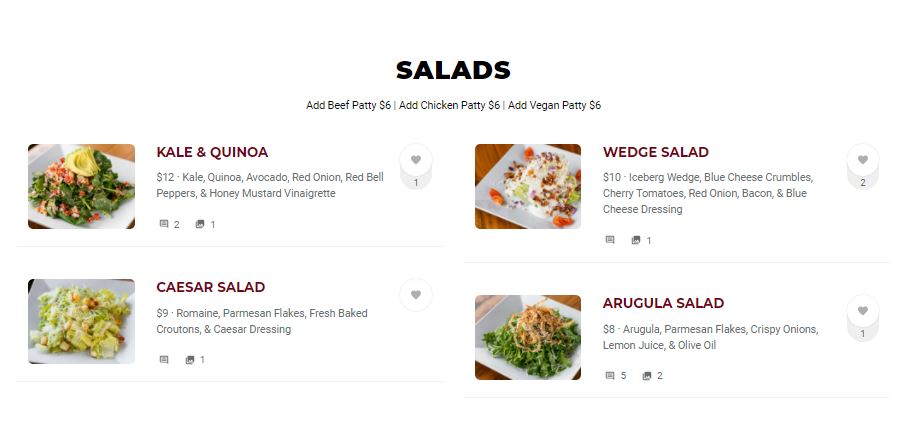 SALADS
Add Beef Patty $6 | Add Chicken Patty $6 | Add Vegan Patty $6
KALE & QUINOA
$12 · Kale, Quinoa, Avocado, Red Onion, Red Bell
Peppers, & Honey Mustard Vinaigrette
1
2 1
WEDGE SALAD
$10 · Iceberg Wedge, Blue Cheese Crumbles,
Cherry Tomatoes, Red Onion, Bacon, & Blue
Cheese Dressing
2
1
CAESAR SALAD
$9 · Romaine, Parmesan Flakes, Fresh Baked
Croutons, & Caesar Dressing
1
ARUGULA SALAD
$8 · Arugula, Parmesan Flakes, Crispy Onions,
Lemon Juice, & Olive Oil
1
5 2